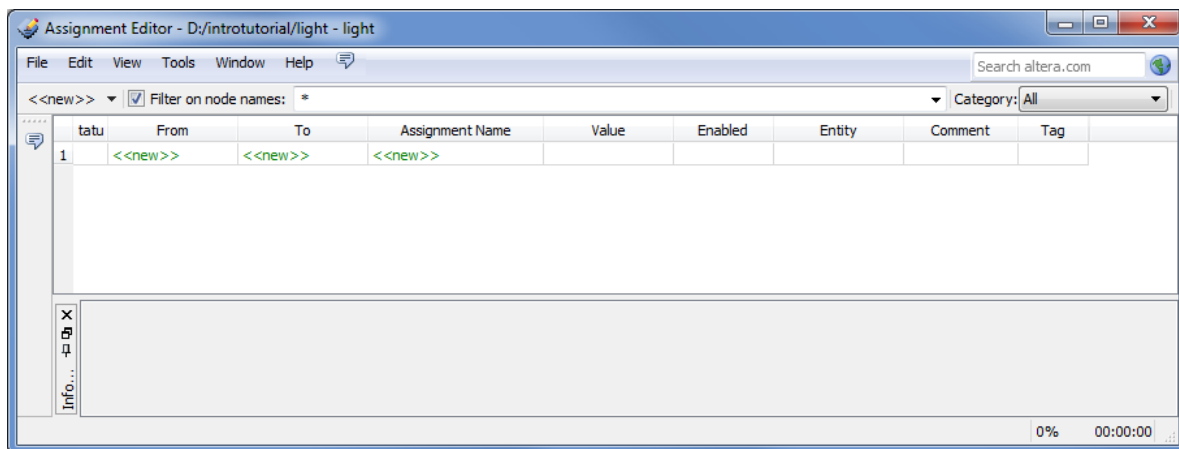 Assignment Editor - D:/introtutorial/light - light
File Edit View Tools Window Help Search altera.com
<<new>> Filter on node names: * Category: All
tatu From To Assignment Name Value Enabled Entity Comment Tag
1 <<new>> <<new>> <<new>>
Info...
0% 00:00:00